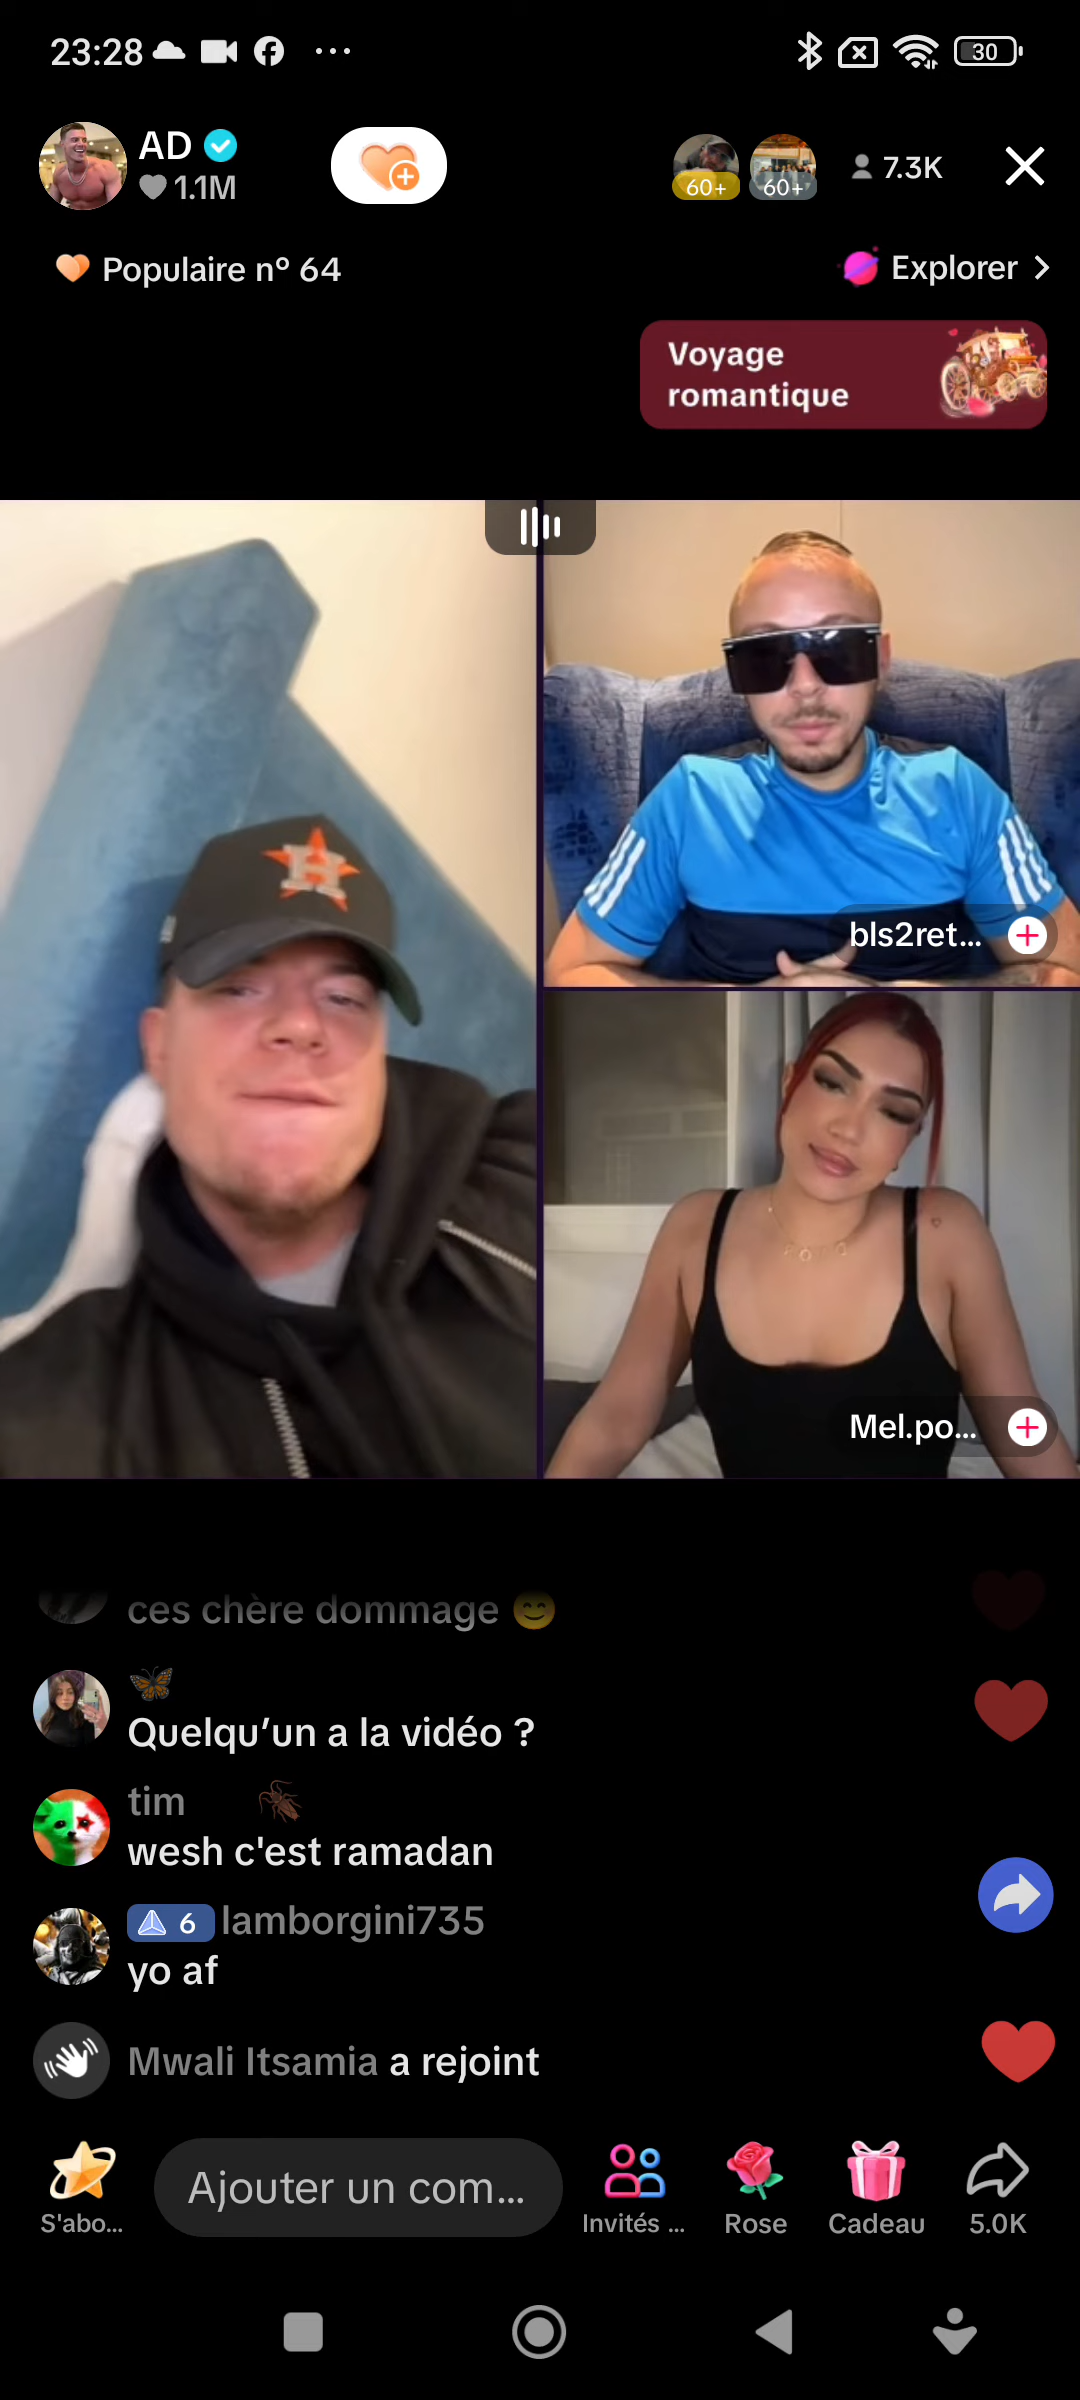 23:28
30
AD
1.1M
60+
60+
7.3K
Populaire n° 64
Explorer
Voyage
romantique
H
bls2ret...
Mel.po...
ces chère dommage 😊
🦋
Quelqu’un a la vidéo ?
tim 🪳
wesh c'est ramadan
6 lamborgini735
yo af
Mwali Itsamia a rejoint
S'abo...
Ajouter un com...
Invités ...
Rose
Cadeau
5.0K